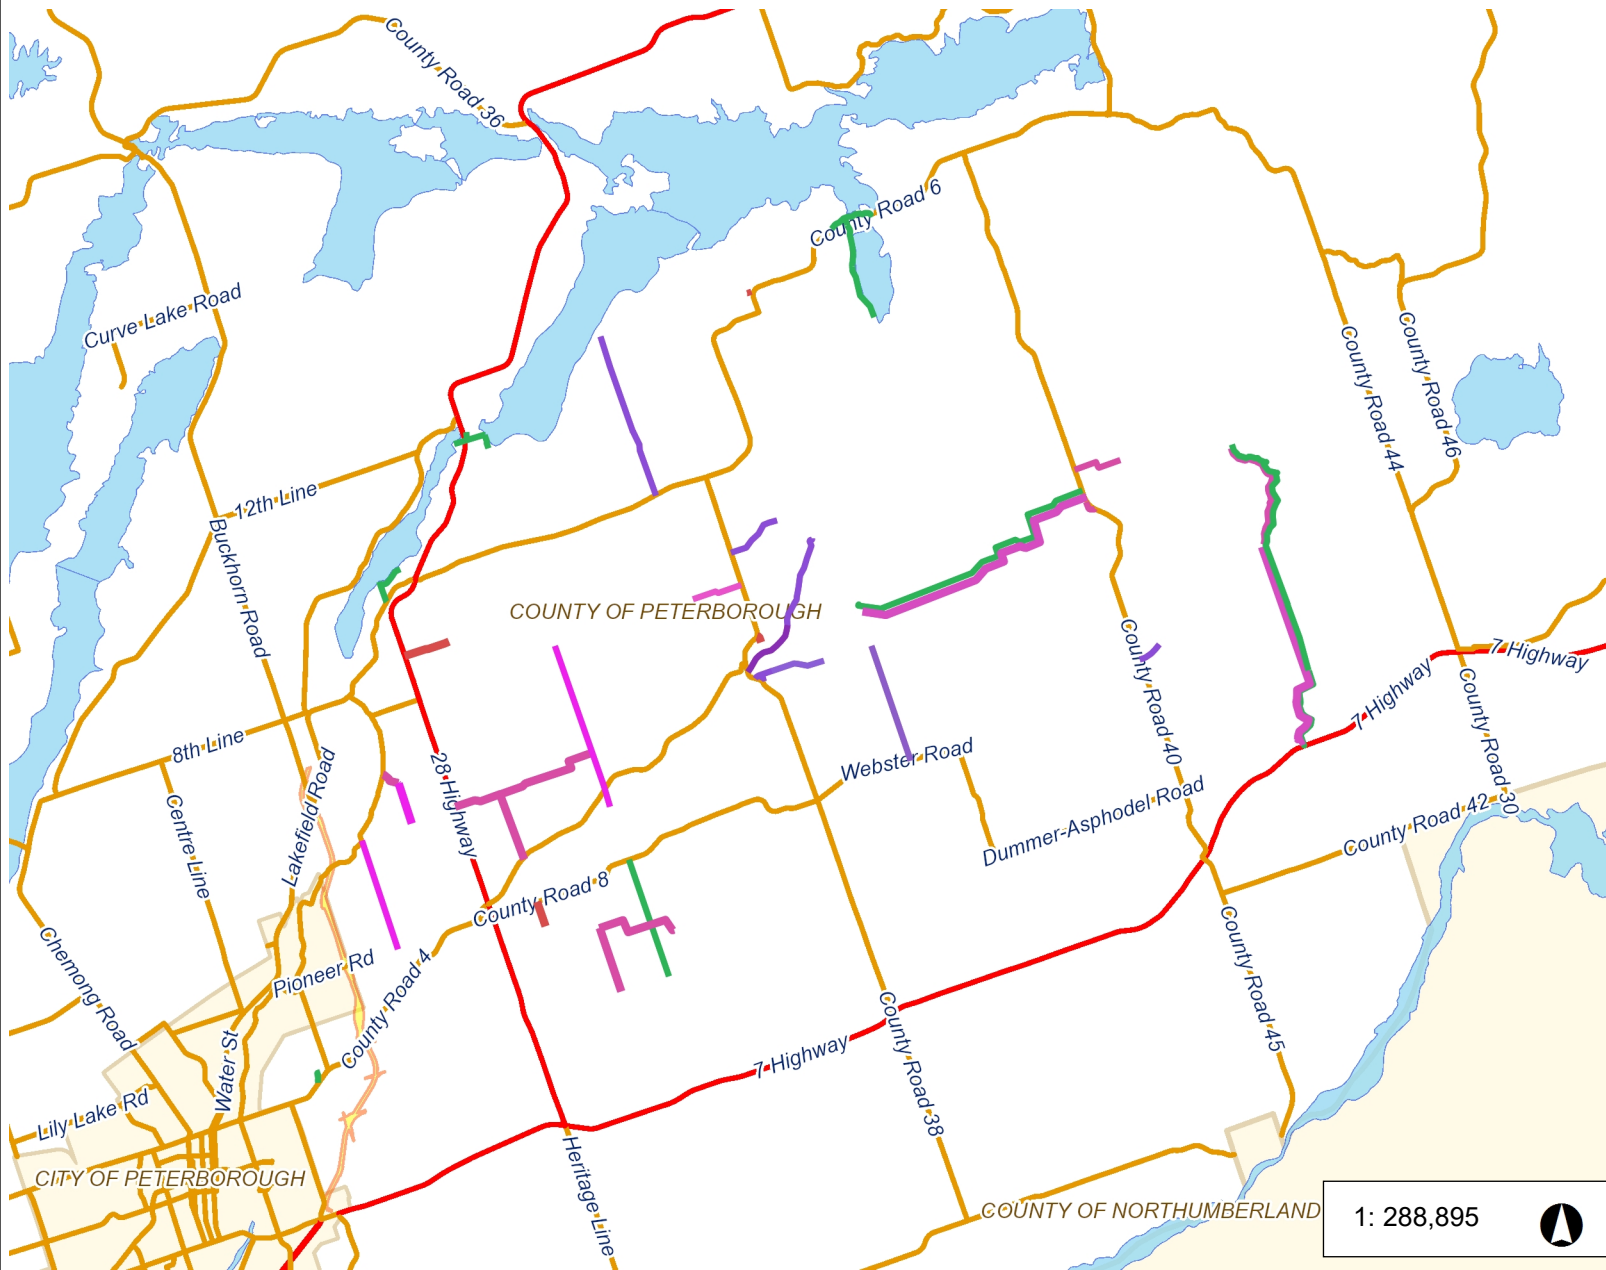 County Road 36
County Road 6
Curve Lake Road
County Road 44
County Road 46
12th Line
Buckhorn Road
COUNTY OF PETERBOROUGH
County Road 40
7 Highway
7 Highway
County Road 30
8th Line
28 Highway
Webster Road
Lakefield Road
Centre Line
Dummer-Asphodel Road
County Road 42
County Road 8
Chemong Road
Pioneer Rd
County Road 4
County Road 45
County Road 38
7 Highway
Water St
Lily Lake Rd
Heritage Line
CITY OF PETERBOROUGH
COUNTY OF NORTHUMBERLAND
1: 288,895